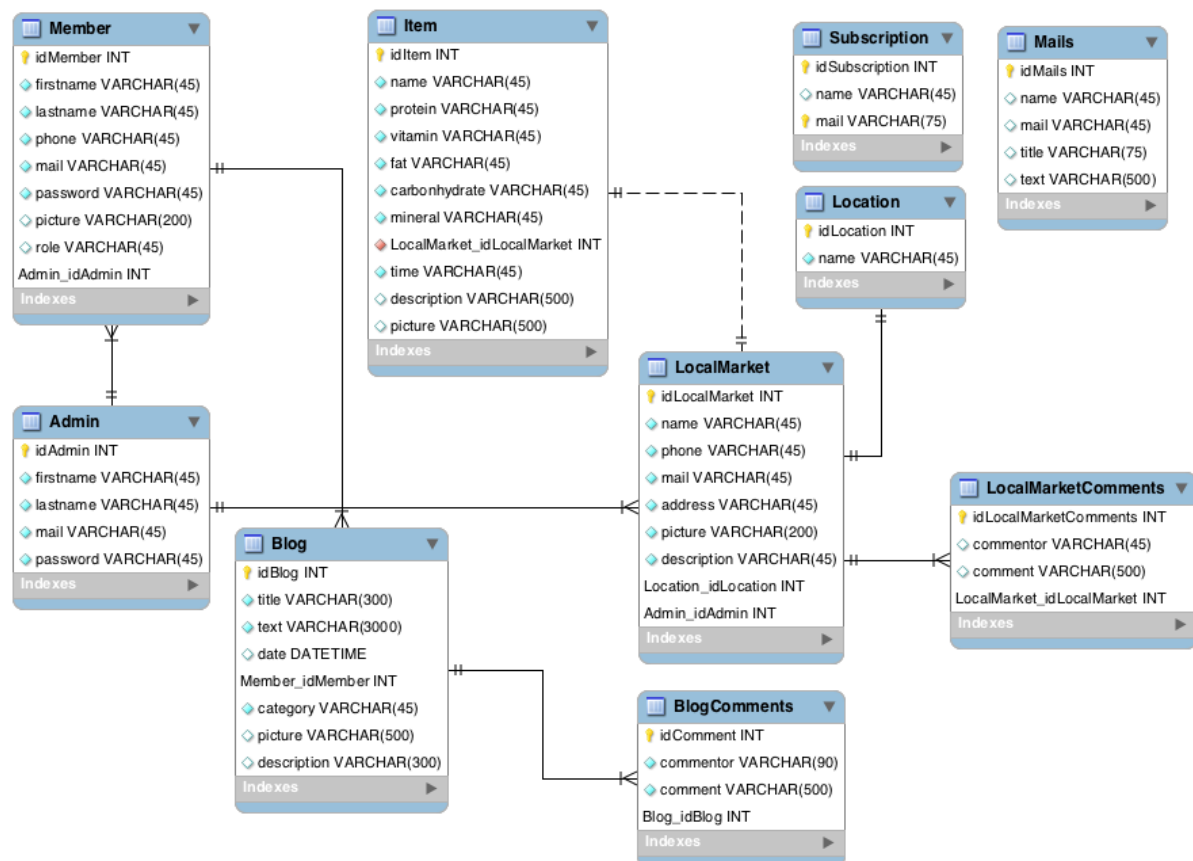 Member
idMember INT
firstname VARCHAR(45)
lastname VARCHAR(45)
phone VARCHAR(45)
mail VARCHAR(45)
password VARCHAR(45)
picture VARCHAR(200)
role VARCHAR(45)
Admin_idAdmin INT
Indexes
Item
idItem INT
name VARCHAR(45)
protein VARCHAR(45)
vitamin VARCHAR(45)
fat VARCHAR(45)
carbonhydrate VARCHAR(45)
mineral VARCHAR(45)
LocalMarket_idLocalMarket INT
time VARCHAR(45)
description VARCHAR(500)
picture VARCHAR(500)
Indexes
Subscription
idSubscription INT
name VARCHAR(45)
mail VARCHAR(75)
Indexes
Mails
idMails INT
name VARCHAR(45)
mail VARCHAR(45)
title VARCHAR(75)
text VARCHAR(500)
Indexes
Location
idLocation INT
name VARCHAR(45)
Indexes
Admin
idAdmin INT
firstname VARCHAR(45)
lastname VARCHAR(45)
mail VARCHAR(45)
password VARCHAR(45)
Indexes
LocalMarket
idLocalMarket INT
name VARCHAR(45)
phone VARCHAR(45)
mail VARCHAR(45)
address VARCHAR(45)
picture VARCHAR(200)
description VARCHAR(45)
Location_idLocation INT
Admin_idAdmin INT
Indexes
LocalMarketComments
idLocalMarketComments INT
commentor VARCHAR(45)
comment VARCHAR(500)
LocalMarket_idLocalMarket INT
Indexes
Blog
idBlog INT
title VARCHAR(300)
text VARCHAR(3000)
date DATETIME
Member_idMember INT
category VARCHAR(45)
picture VARCHAR(500)
description VARCHAR(300)
Indexes
BlogComments
idComment INT
commentor VARCHAR(90)
comment VARCHAR(500)
Blog_idBlog INT
Indexes